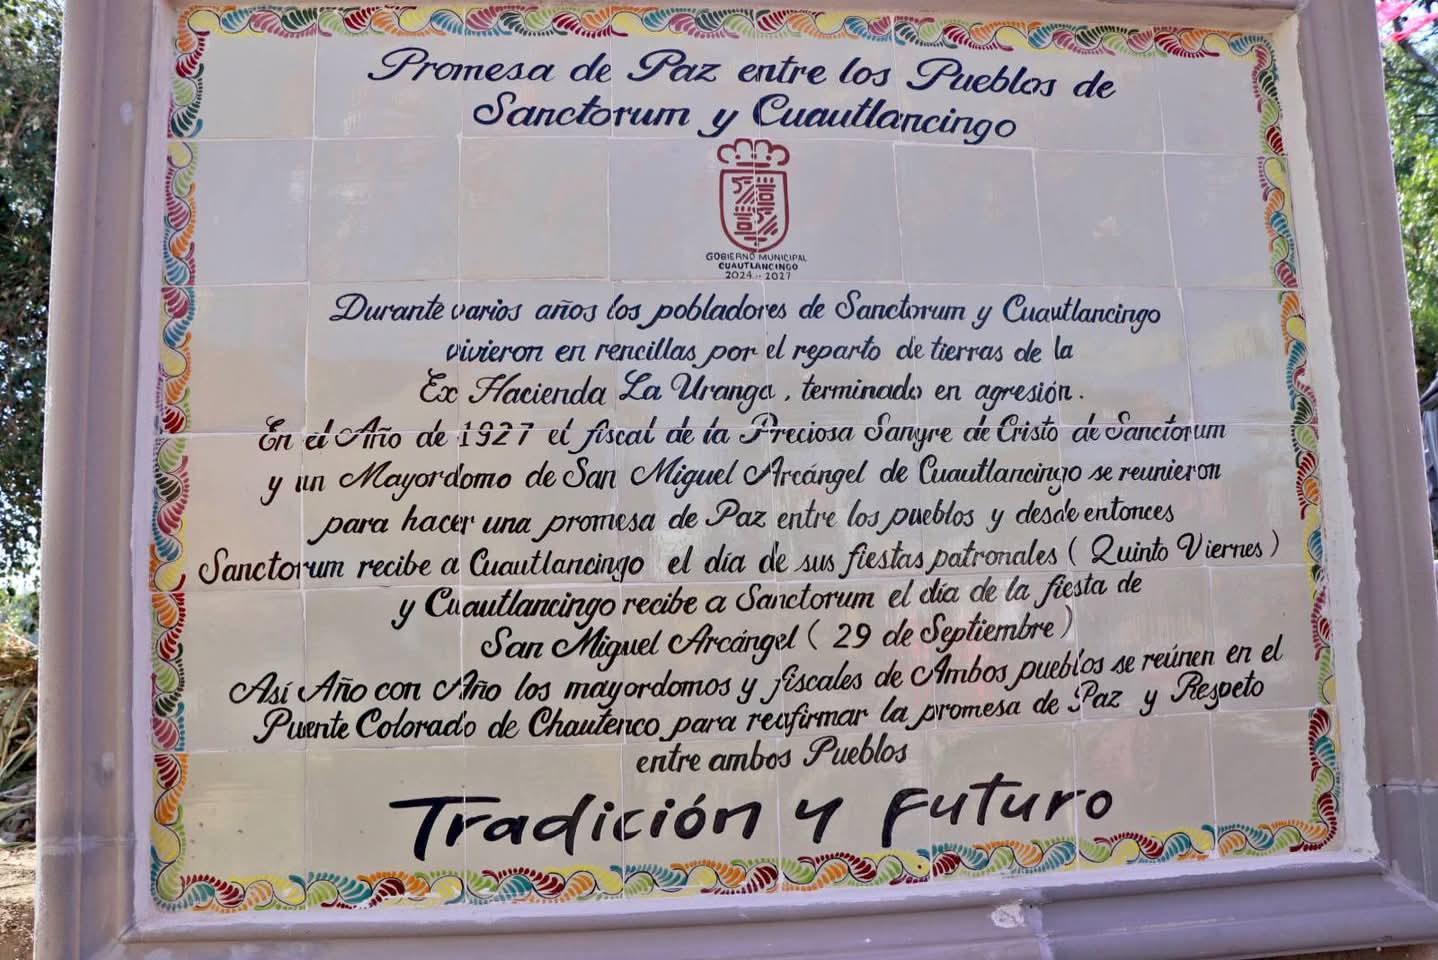 Promesa de Paz entre los Pueblos de
Sanctorum y Cuautlancingo
GOBIERNO MUNICIPAL
CUAUTLANCINGO
2024 - 2027
Durante varios años los pobladores de Sanctorum y Cuautlancingo
vivieron en rencillas por el reparto de tierras de la
Ex Hacienda La Uranga, terminado en agresión.
En el Año de 1927 el fiscal de la Preciosa Sangre de Cristo de Sanctorum
y un Mayordomo de San Miguel Arcángel de Cuautlancingo se reunieron
para hacer una promesa de Paz entre los pueblos y desde entonces
Sanctorum recibe a Cuautlancingo el día de sus fiestas patronales (Quinto Viernes)
y Cuautlancingo recibe a Sanctorum el día de la fiesta de
San Miguel Arcángel (29 de Septiembre)
Así Año con Año los mayordomos y fiscales de Ambos pueblos se reúnen en el
Puente Colorado de Chautenco para reafirmar la promesa de Paz y Respeto
entre ambos Pueblos
Tradición y Futuro